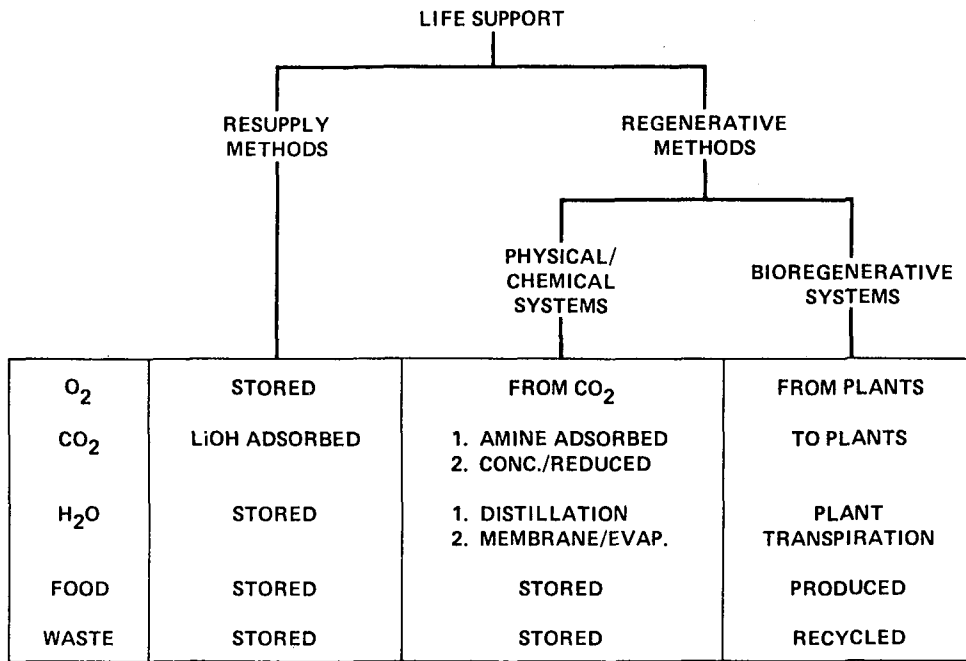 LIFE SUPPORT
RESUPPLY
METHODS
REGENERATIVE
METHODS
PHYSICAL/
CHEMICAL
SYSTEMS
BIOREGENERATIVE
SYSTEMS
O2 STORED FROM CO2 FROM PLANTS
CO2 LiOH ADSORBED 1. AMINE ADSORBED TO PLANTS
2. CONC./REDUCED
H2O STORED 1. DISTILLATION PLANT
2. MEMBRANE/EVAP. TRANSPIRATION
FOOD STORED STORED PRODUCED
WASTE STORED STORED RECYCLED